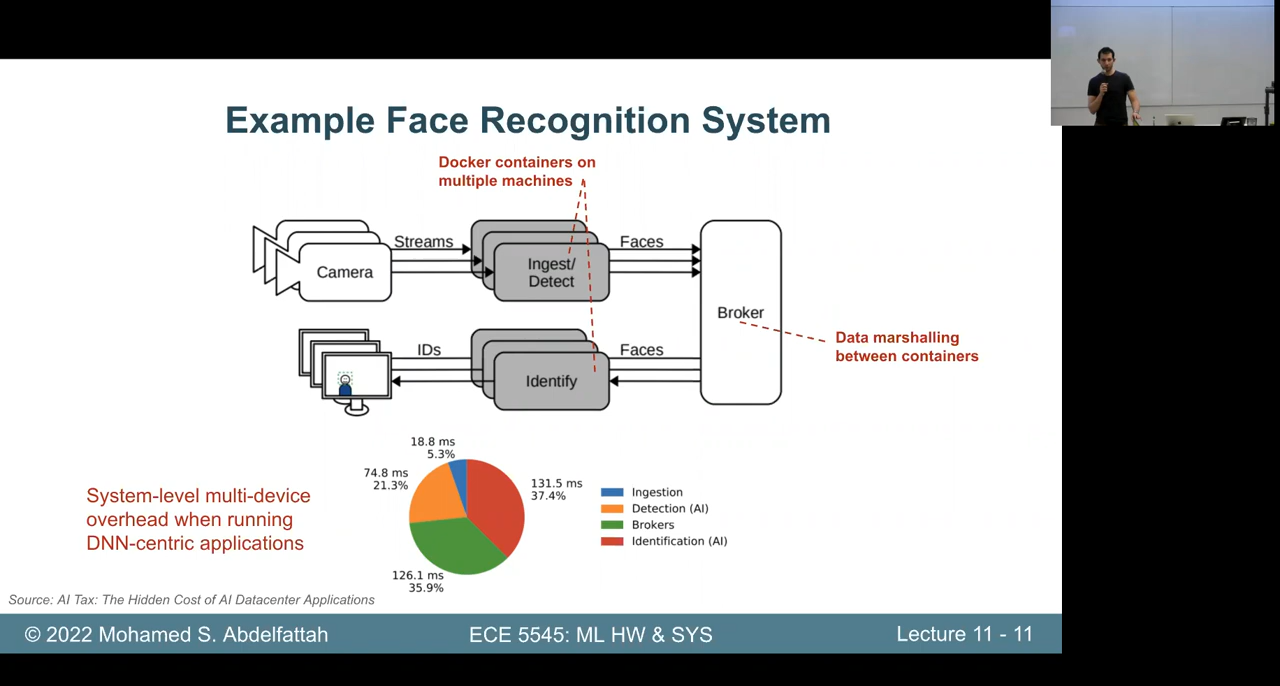 Example Face Recognition System
Docker containers on
multiple machines
Streams
Faces
Camera
Ingest/
Detect
Broker
Data marshalling
between containers
IDs
Faces
Identify
18.8 ms
5.3%
74.8 ms
21.3%
131.5 ms
37.4%
126.1 ms
35.9%
Ingestion
Detection (AI)
Brokers
Identification (AI)
System-level multi-device
overhead when running
DNN-centric applications
Source: AI Tax: The Hidden Cost of AI Datacenter Applications
© 2022 Mohamed S. Abdelfattah
ECE 5545: ML HW & SYS
Lecture 11 - 11